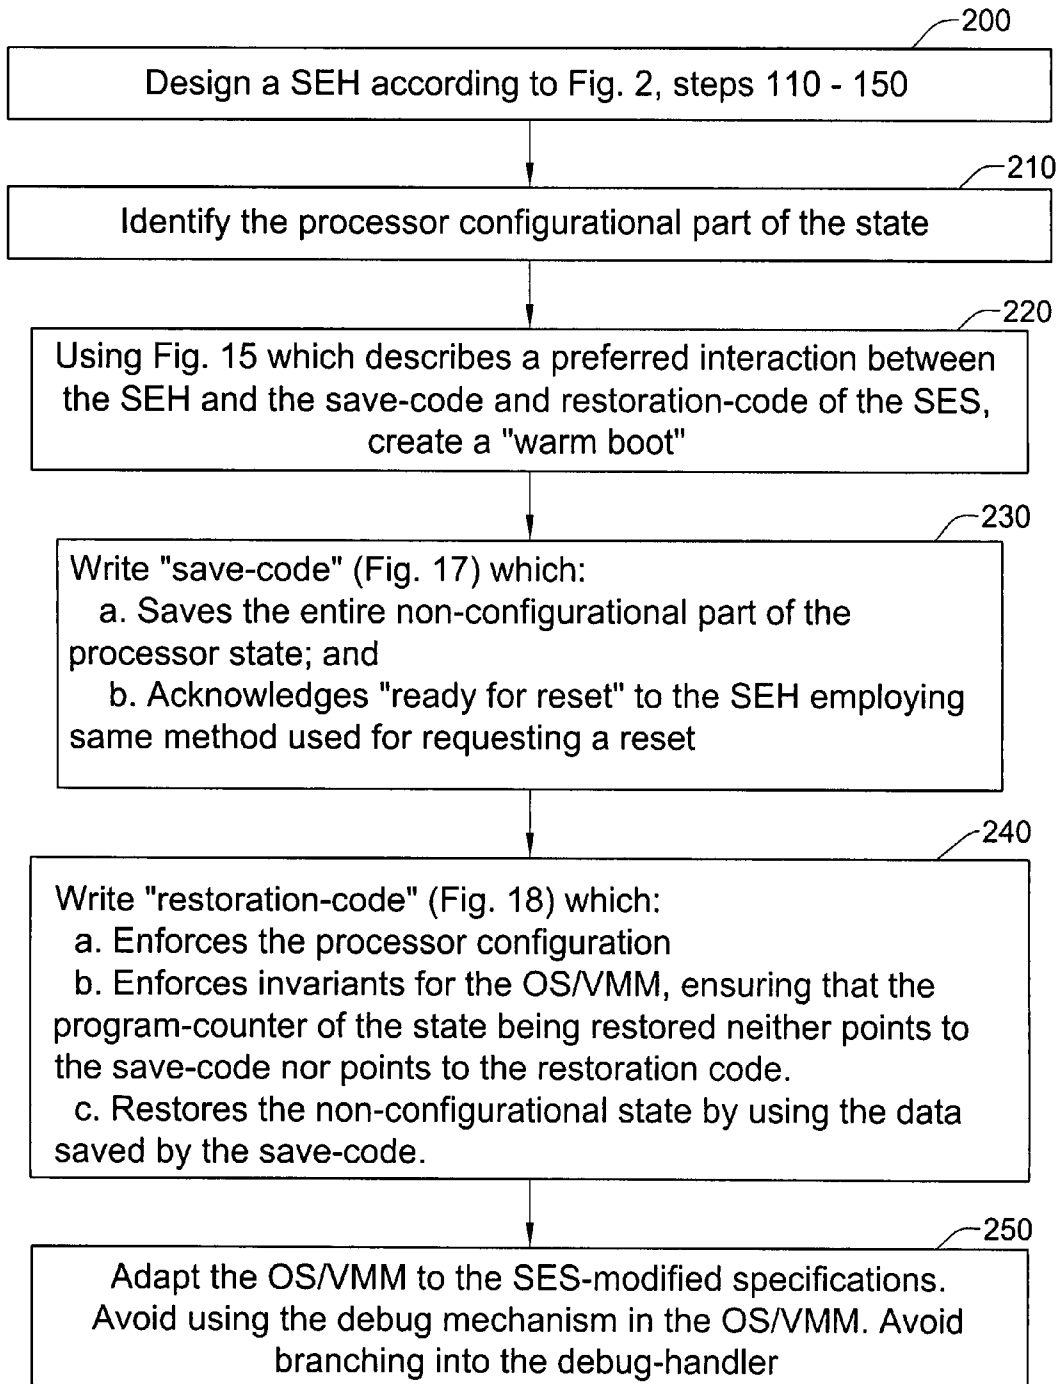 200
Design a SEH according to Fig. 2, steps 110 - 150
210
Identify the processor configurational part of the state
220
Using Fig. 15 which describes a preferred interaction between
the SEH and the save-code and restoration-code of the SES,
create a "warm boot"
230
Write "save-code" (Fig. 17) which:
a. Saves the entire non-configurational part of the
processor state; and
b. Acknowledges "ready for reset" to the SEH employing
same method used for requesting a reset
240
Write "restoration-code" (Fig. 18) which:
a. Enforces the processor configuration
b. Enforces invariants for the OS/VMM, ensuring that the
program-counter of the state being restored neither points to
the save-code nor points to the restoration code.
c. Restores the non-configurational state by using the data
saved by the save-code.
250
Adapt the OS/VMM to the SES-modified specifications.
Avoid using the debug mechanism in the OS/VMM. Avoid
branching into the debug-handler